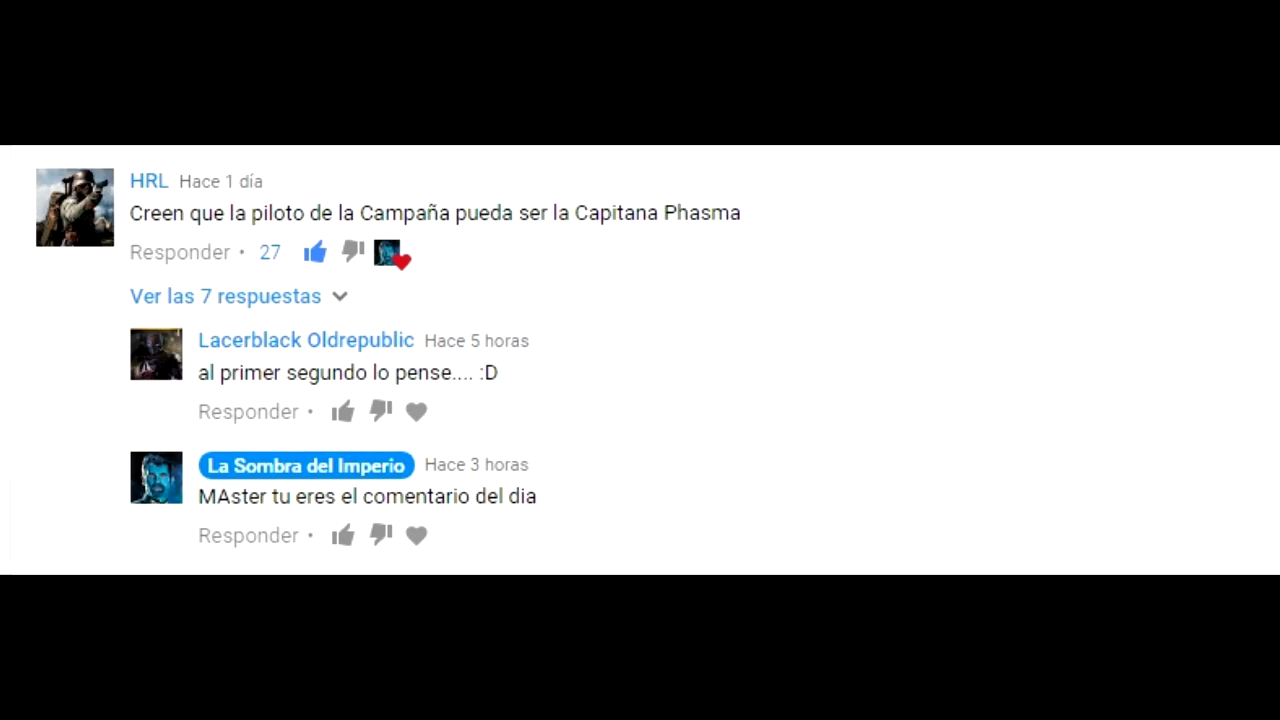 HRL Hace 1 día
Creen que la piloto de la Campaña pueda ser la Capitana Phasma
Responder • 27
Ver las 7 respuestas
Lacerblack Oldrepublic Hace 5 horas
al primer segundo lo pense.... :D
Responder •
La Sombra del Imperio Hace 3 horas
MAster tu eres el comentario del dia
Responder •